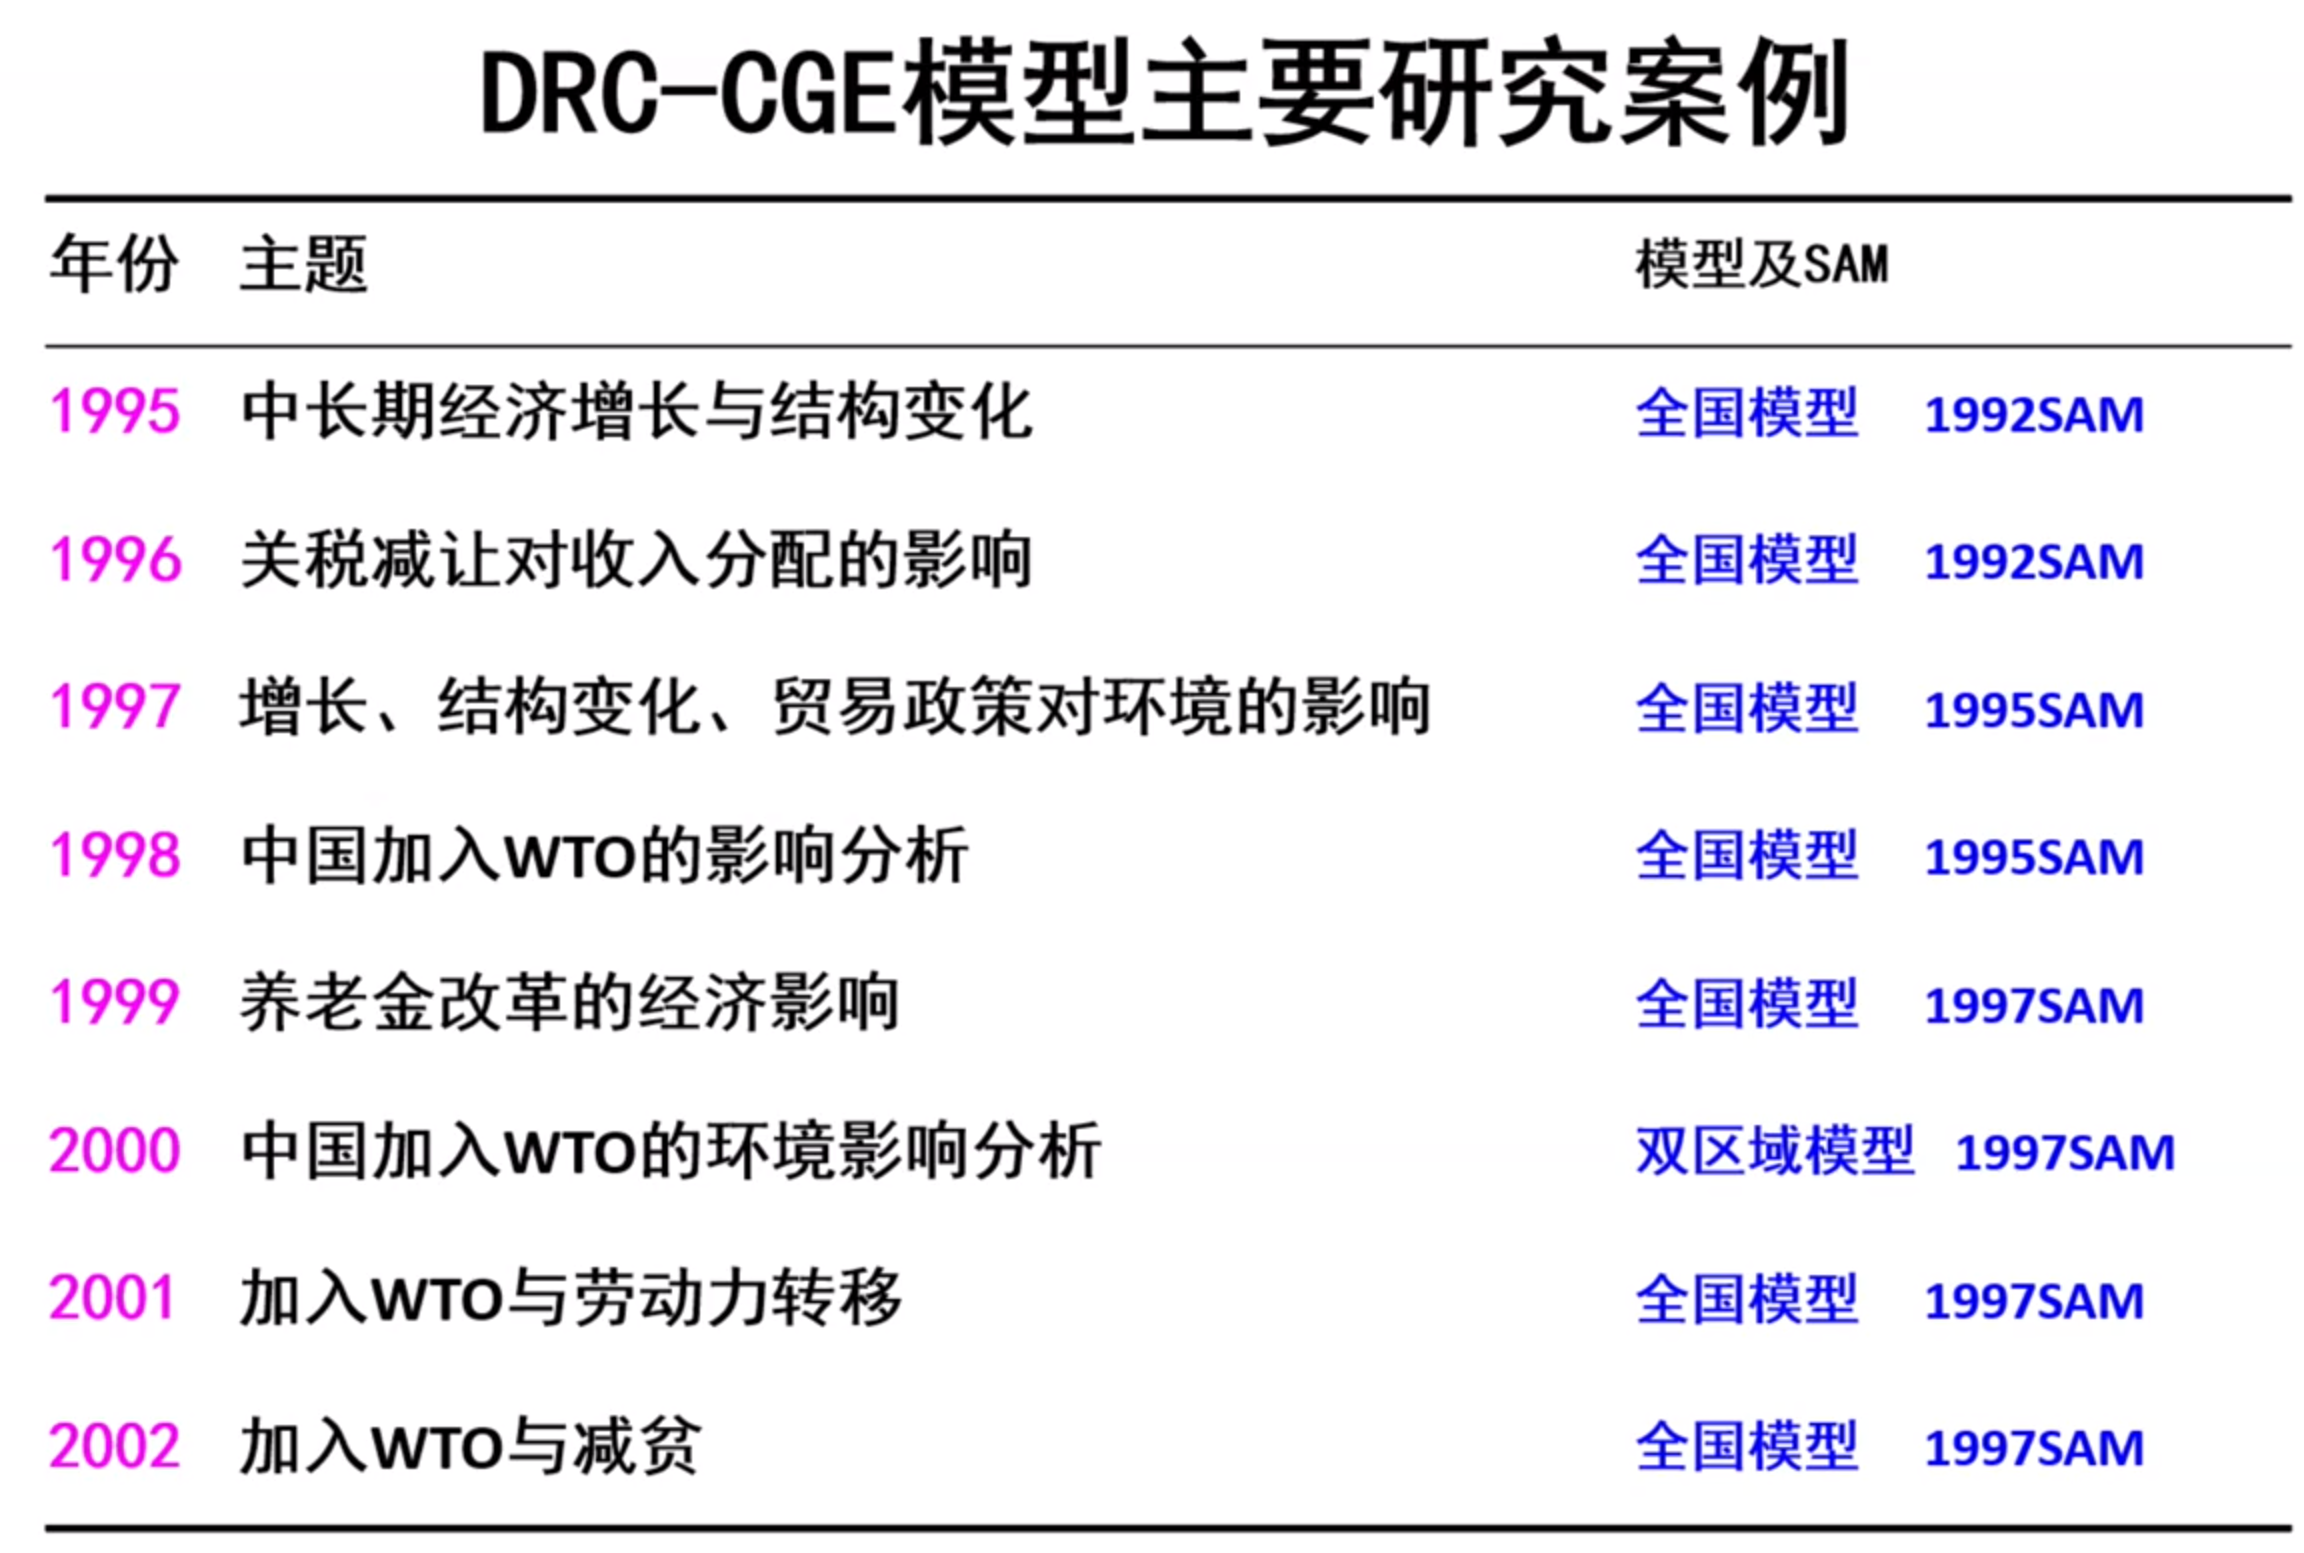 DRC-CGE模型主要研究案例
年份 主题 模型及SAM
1995 中长期经济增长与结构变化 全国模型 1992SAM
1996 关税减让对收入分配的影响 全国模型 1992SAM
1997 增长、结构变化、贸易政策对环境的影响 全国模型 1995SAM
1998 中国加入WTO的影响分析 全国模型 1995SAM
1999 养老金改革的经济影响 全国模型 1997SAM
2000 中国加入WTO的环境影响分析 双区域模型 1997SAM
2001 加入WTO与劳动力转移 全国模型 1997SAM
2002 加入WTO与减贫 全国模型 1997SAM